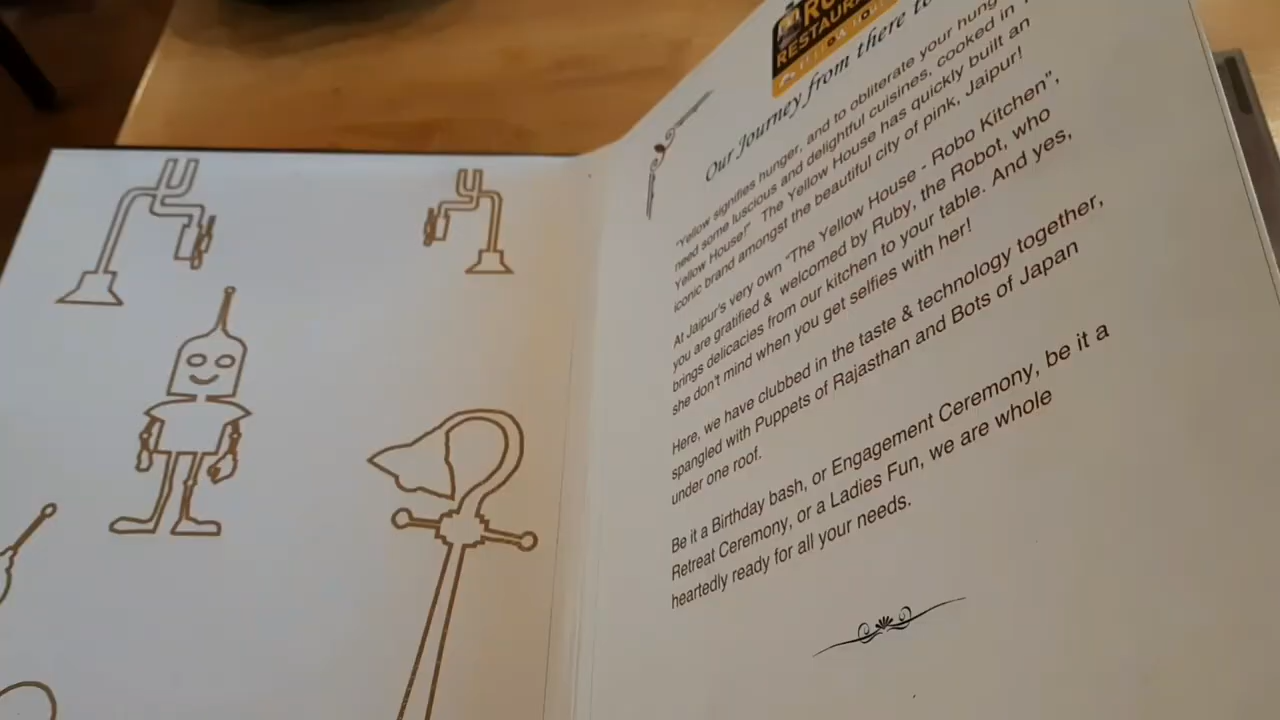 RO
RESTAURA
Our Journey from there to
"Yellow signifies hunger, and to obliterate your hung
need some luscious and delightful cuisines, cooked in
Yellow House!" The Yellow House has quickly built an
iconic brand amongst the beautiful city of pink, Jaipur!
At Jaipur's very own "The Yellow House - Robo Kitchen",
you are gratified & welcomed by Ruby, the Robot, who
brings delicacies from our kitchen to your table. And yes,
she don't mind when you get selfies with her!
Here, we have clubbed in the taste & technology together,
spangled with Puppets of Rajasthan and Bots of Japan
under one roof.
Be it a Birthday bash, or Engagement Ceremony, be it a
Retreat Ceremony, or a Ladies Fun, we are whole
heartedly ready for all your needs.